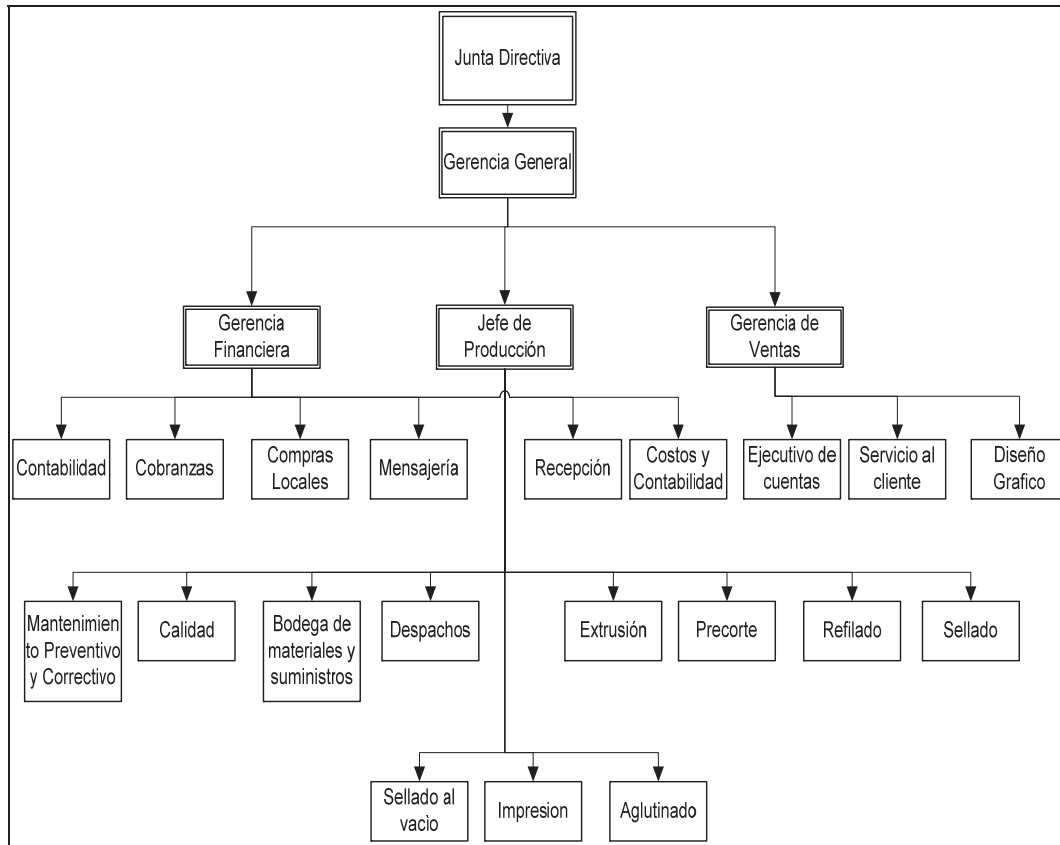 Junta Directiva
Gerencia General
Gerencia
Financiera
Jefe de
Producción
Gerencia de
Ventas
Contabilidad
Cobranzas
Compras
Locales
Mensajería
Recepción
Costos y
Contabilidad
Ejecutivo de
cuentas
Servicio al
cliente
Diseño
Grafico
Mantenimien
to Preventivo
y Correctivo
Calidad
Bodega de
materiales y
suministros
Despachos
Extrusión
Precorte
Refilado
Sellado
Sellado al
vacìo
Impresion
Aglutinado